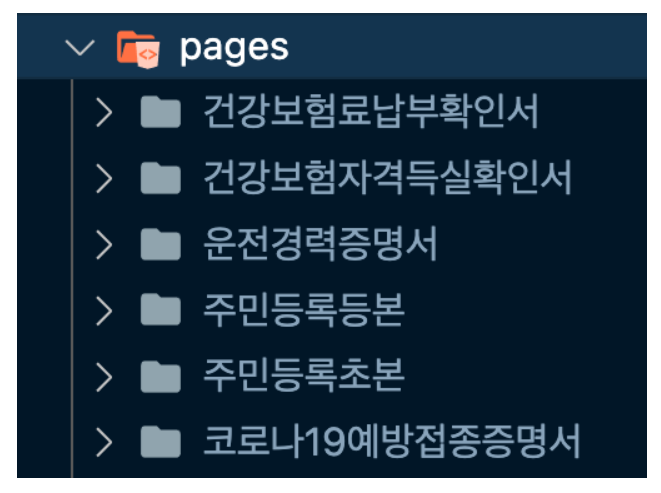 pages
건강보험료납부확인서
건강보험자격득실확인서
운전경력증명서
주민등록등본
주민등록초본
코로나19예방접종증명서